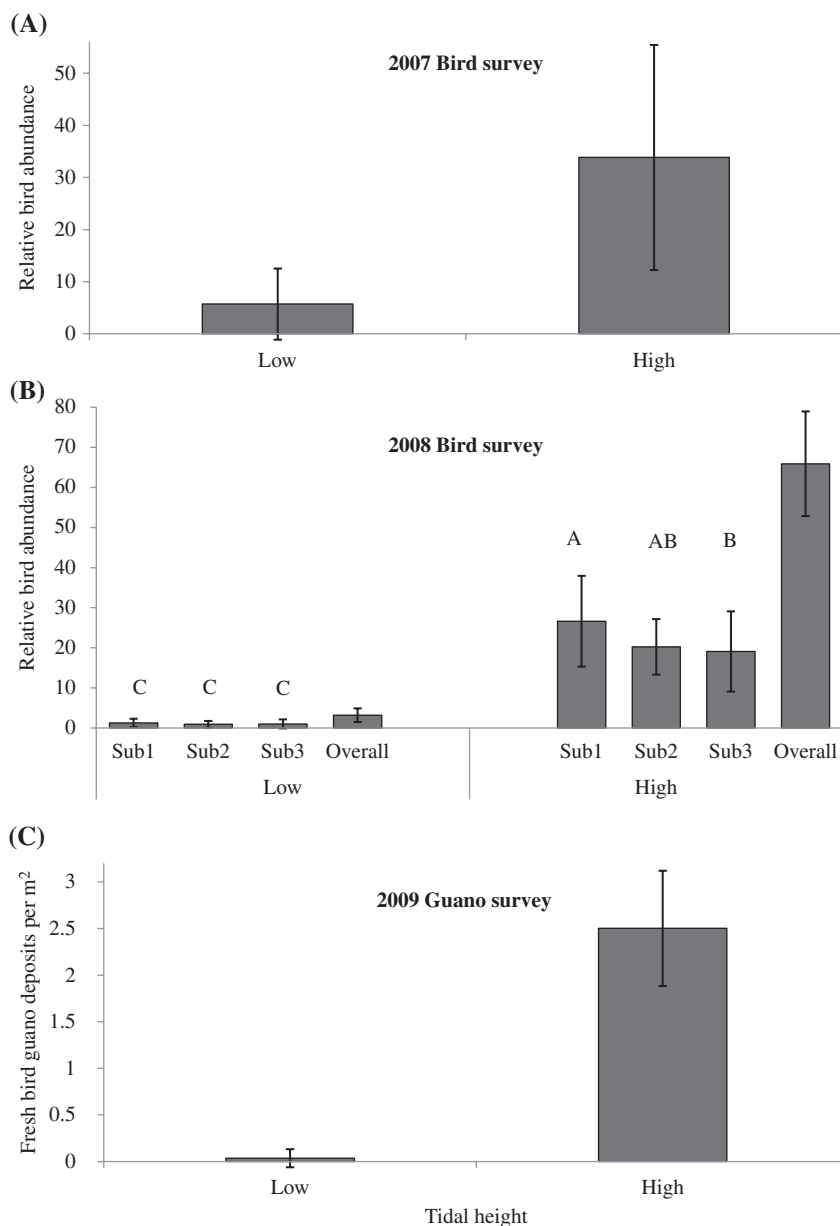 (A)
2007 Bird survey
Relative bird abundance
50
40
30
20
10
0
Low High
(B)
2008 Bird survey
Relative bird abundance
80
70
60
50
40
30
20
10
0
A AB B
C C C
Sub1 Sub2 Sub3 Overall Sub1 Sub2 Sub3 Overall
Low High
(C)
2009 Guano survey
Fresh bird guano deposits per m²
3
2.5
2
1.5
1
0.5
0
Low High
Tidal height